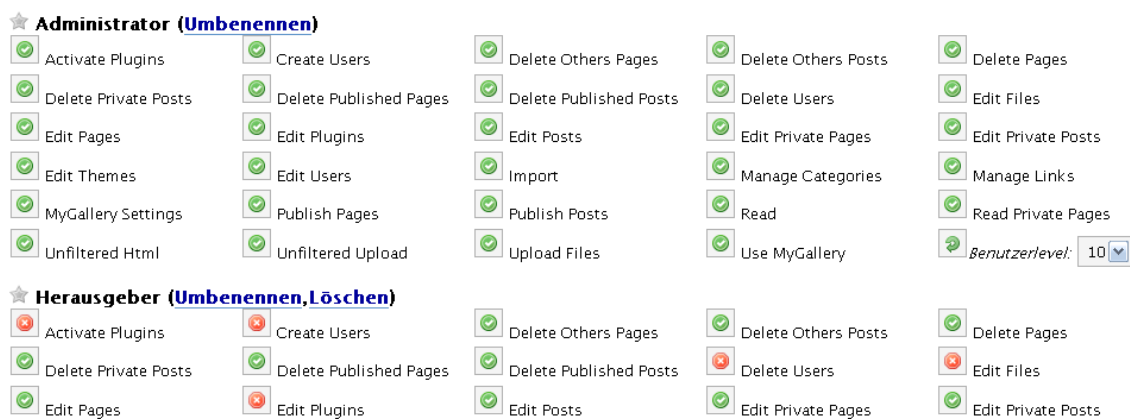 Administrator (Umbenennen)
Activate Plugins Create Users Delete Others Pages Delete Others Posts Delete Pages
Delete Private Posts Delete Published Pages Delete Published Posts Delete Users Edit Files
Edit Pages Edit Plugins Edit Posts Edit Private Pages Edit Private Posts
Edit Themes Edit Users Import Manage Categories Manage Links
MyGallery Settings Publish Pages Publish Posts Read Read Private Pages
Unfiltered Html Unfiltered Upload Upload Files Use MyGallery Benutzerlevel: 10
Herausgeber (Umbenennen,Löschen)
Activate Plugins Create Users Delete Others Pages Delete Others Posts Delete Pages
Delete Private Posts Delete Published Pages Delete Published Posts Delete Users Edit Files
Edit Pages Edit Plugins Edit Posts Edit Private Pages Edit Private Posts